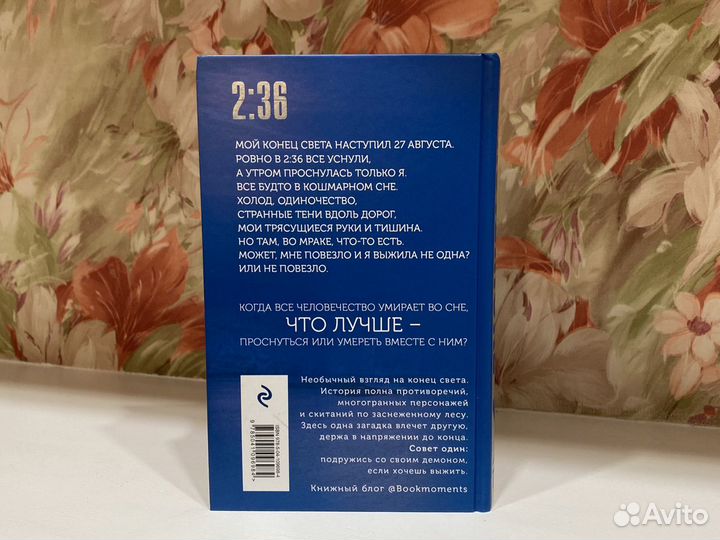 2:36
МОЙ КОНЕЦ СВЕТА НАСТУПИЛ 27 АВГУСТА.
РОВНО В 2:36 ВСЕ УСНУЛИ,
А УТРОМ ПРОСНУЛАСЬ ТОЛЬКО Я.
ВСЕ БУДТО В КОШМАРНОМ СНЕ.
ХОЛОД, ОДИНОЧЕСТВО,
СТРАННЫЕ ТЕНИ ВДОЛЬ ДОРОГ,
МОИ ТРЯСУЩИЕСЯ РУКИ И ТИШИНА.
НО ТАМ, ВО МРАКЕ, ЧТО-ТО ЕСТЬ.
МОЖЕТ, МНЕ ПОВЕЗЛО И Я ВЫЖИЛА НЕ ОДНА?
ИЛИ НЕ ПОВЕЗЛО.
КОГДА ВСЕ ЧЕЛОВЕЧЕСТВО УМИРАЕТ ВО СНЕ,
ЧТО ЛУЧШЕ –
ПРОСНУТЬСЯ ИЛИ УМЕРЕТЬ ВМЕСТЕ С НИМ?
Необычный взгляд на конец света.
История полна противоречий,
многогранных персонажей
и скитаний по заснеженному лесу.
Здесь одна загадка влечет другую,
держа в напряжении до конца.
Совет один:
подружись со своим демоном,
если хочешь выжить.
Книжный блог @Bookmoments
Avito